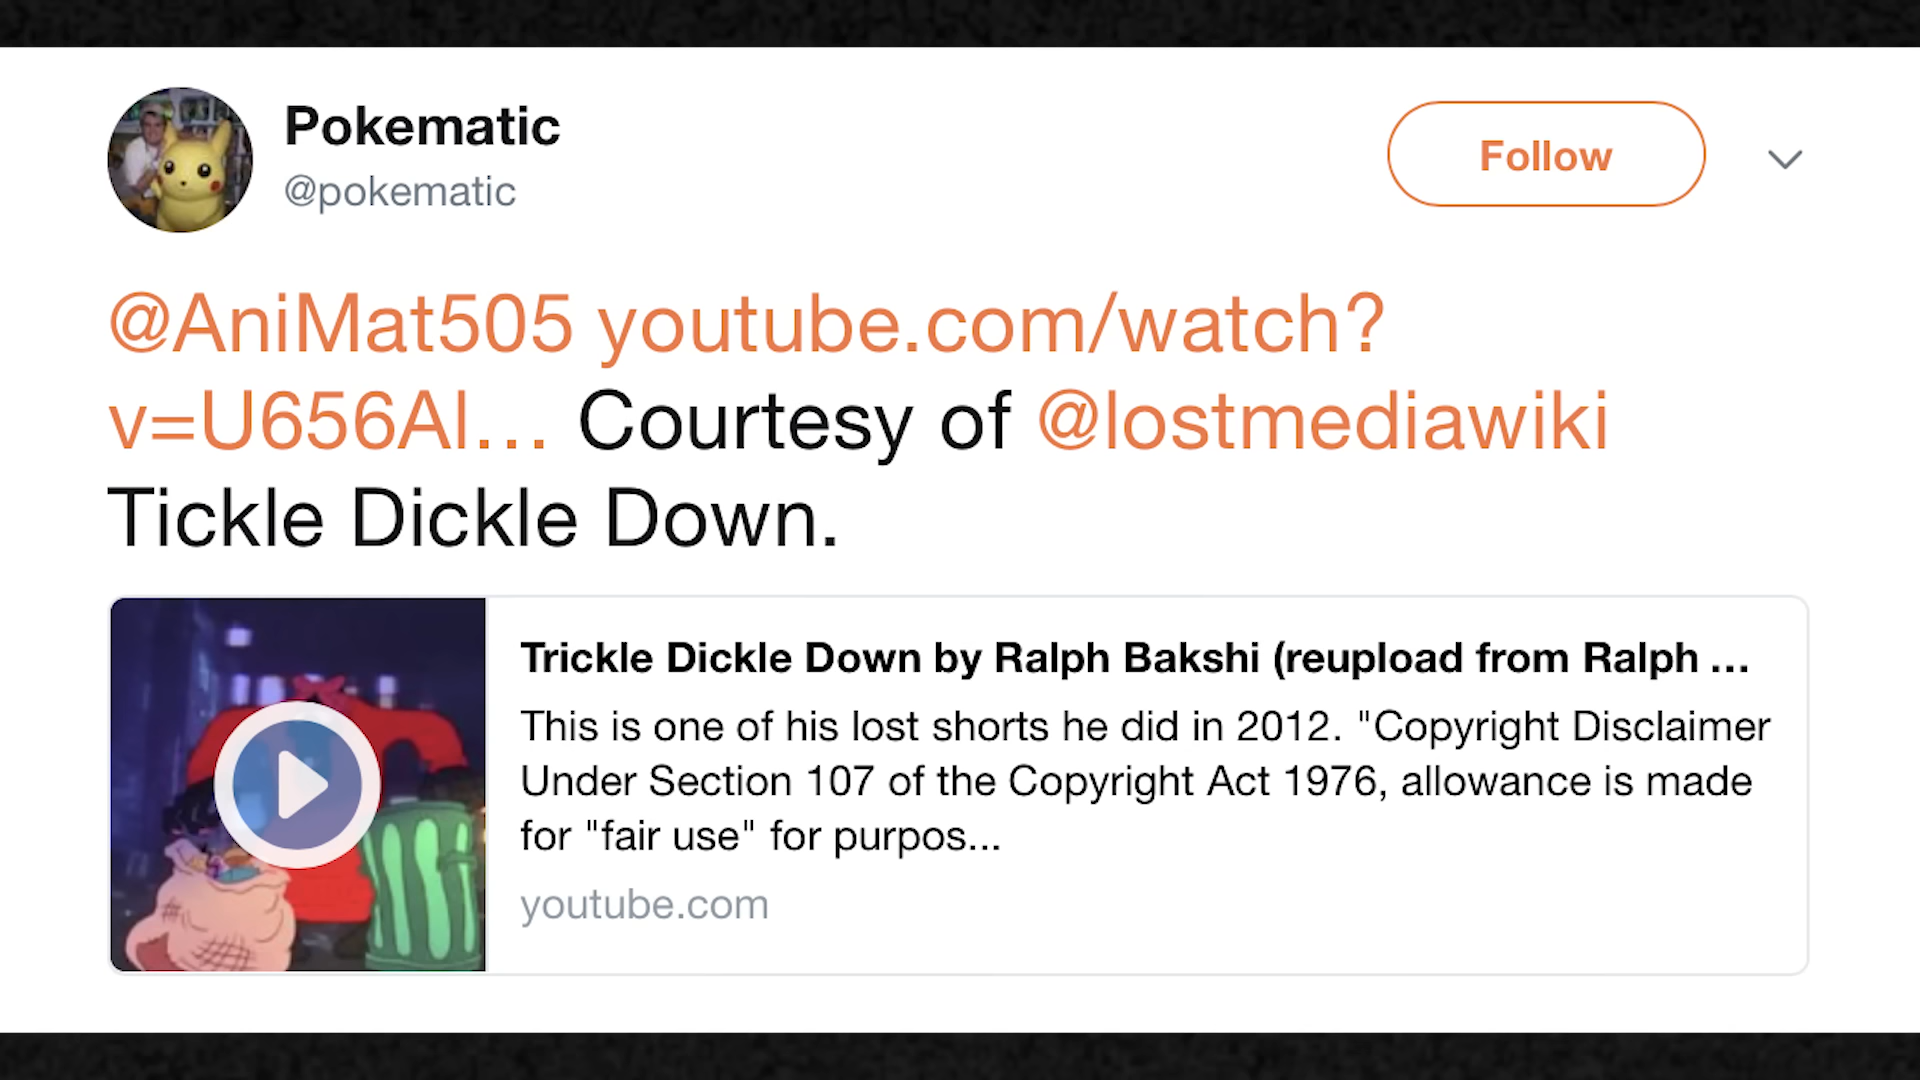 Pokematic
@pokematic
Follow
@AniMat505 youtube.com/watch?
v=U656Al… Courtesy of @lostmediawiki
Tickle Dickle Down.
Trickle Dickle Down by Ralph Bakshi (reupload from Ralph ...
This is one of his lost shorts he did in 2012. "Copyright Disclaimer
Under Section 107 of the Copyright Act 1976, allowance is made
for "fair use" for purpos...
youtube.com